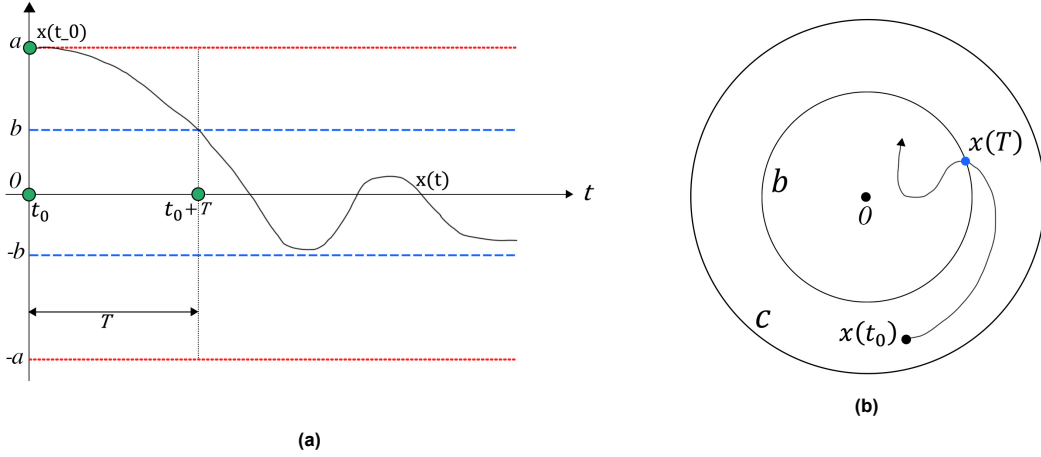 a
x(t_0)
b
0
x(t)
t
t₀
t₀+T
-b
T
-a
(a)
x(T)
b
0
c
x(t₀)
(b)